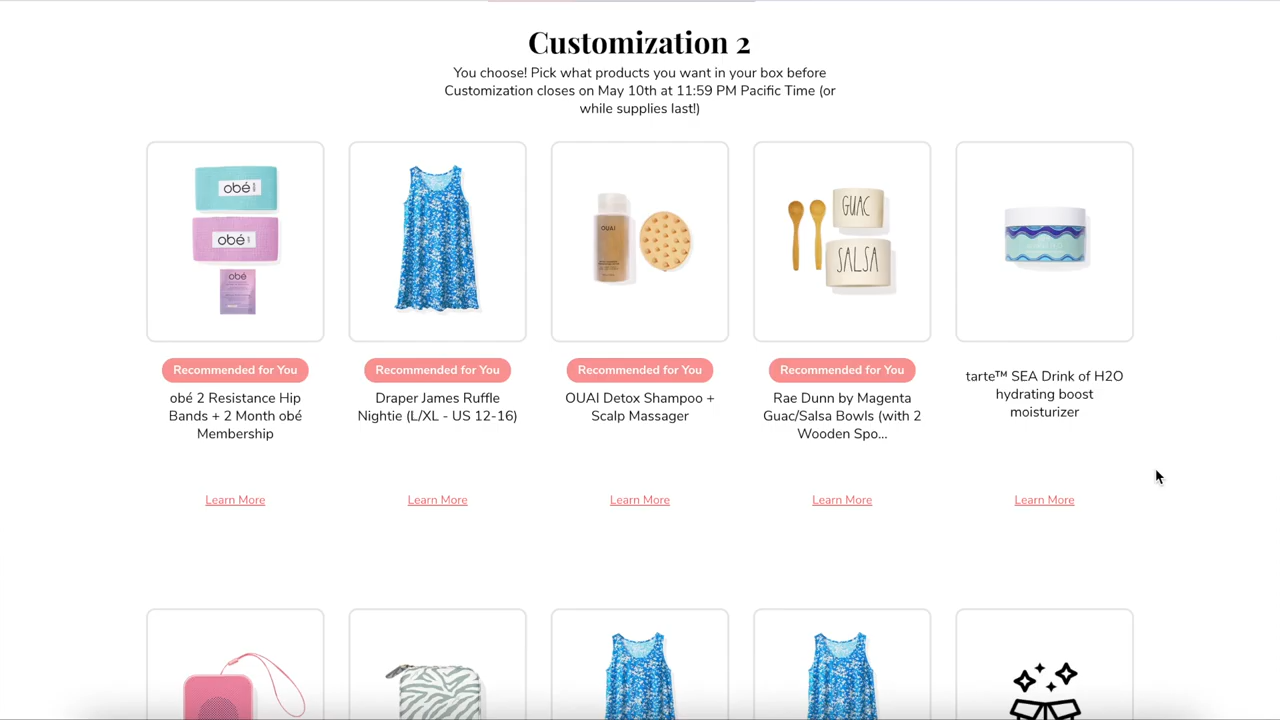 Customization 2
You choose! Pick what products you want in your box before
Customization closes on May 10th at 11:59 PM Pacific Time (or
while supplies last!)
obé
obé
obé
OUAI
GUAC
SALSA
Recommended for You
Recommended for You
Recommended for You
Recommended for You
obé 2 Resistance Hip
Bands + 2 Month obé
Membership
Draper James Ruffle
Nightie (L/XL - US 12-16)
OUAI Detox Shampoo +
Scalp Massager
Rae Dunn by Magenta
Guac/Salsa Bowls (with 2
Wooden Spo...
tarte™ SEA Drink of H2O
hydrating boost
moisturizer
Learn More
Learn More
Learn More
Learn More
Learn More